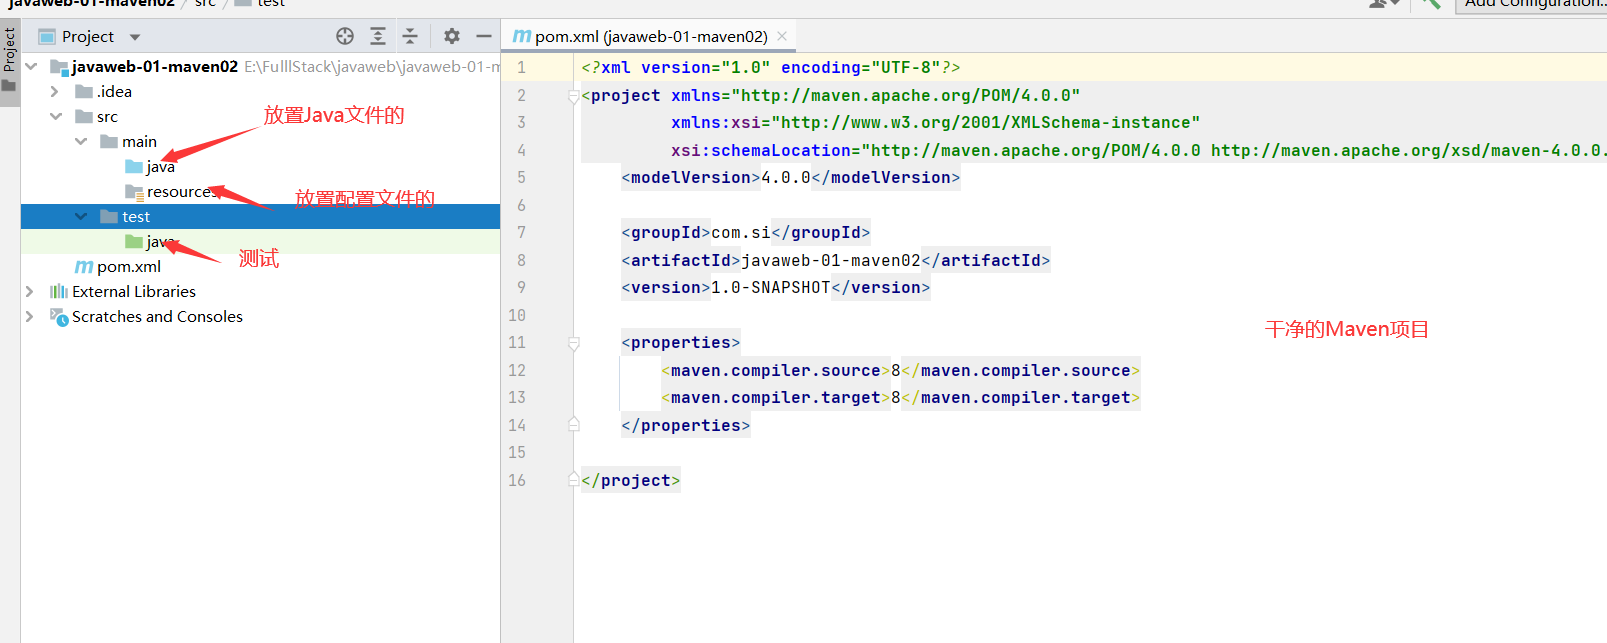 javaweb-01-maven02 / src / test
Add Configuration..
Project
Project
pom.xml (javaweb-01-maven02)
javaweb-01-maven02 E:\FullStack\javaweb\javaweb-01-m
.idea
src
放置Java文件的
main
java
resources
放置配置文件的
test
java
测试
m pom.xml
External Libraries
Scratches and Consoles
1 <?xml version="1.0" encoding="UTF-8"?>
2 <project xmlns="http://maven.apache.org/POM/4.0.0"
3 xmlns:xsi="http://www.w3.org/2001/XMLSchema-instance"
4 xsi:schemaLocation="http://maven.apache.org/POM/4.0.0 http://maven.apache.org/xsd/maven-4.0.0.
5 <modelVersion>4.0.0</modelVersion>
6
7 <groupId>com.si</groupId>
8 <artifactId>javaweb-01-maven02</artifactId>
9 <version>1.0-SNAPSHOT</version>
10
干净的Maven项目
11 <properties>
12 <maven.compiler.source>8</maven.compiler.source>
13 <maven.compiler.target>8</maven.compiler.target>
14 </properties>
15
16 </project>